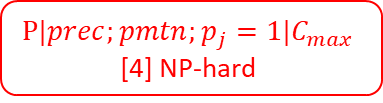 P|prec; pmtn; p_j = 1|C_max
[4] NP-hard